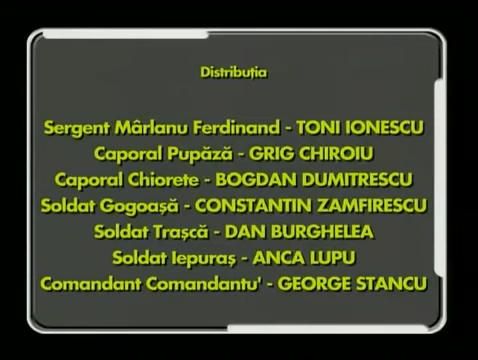 Distribuția
Sergent Mârlanu Ferdinand - TONI IONESCU
Caporal Pupăză - GRIG CHIROIU
Caporal Chiorete - BOGDAN DUMITRESCU
Soldat Gogoașă - CONSTANTIN ZAMFIRESCU
Soldat Trașcă - DAN BURGHELEA
Soldat Iepuraș - ANCA LUPU
Comandant Comandantu' - GEORGE STANCU